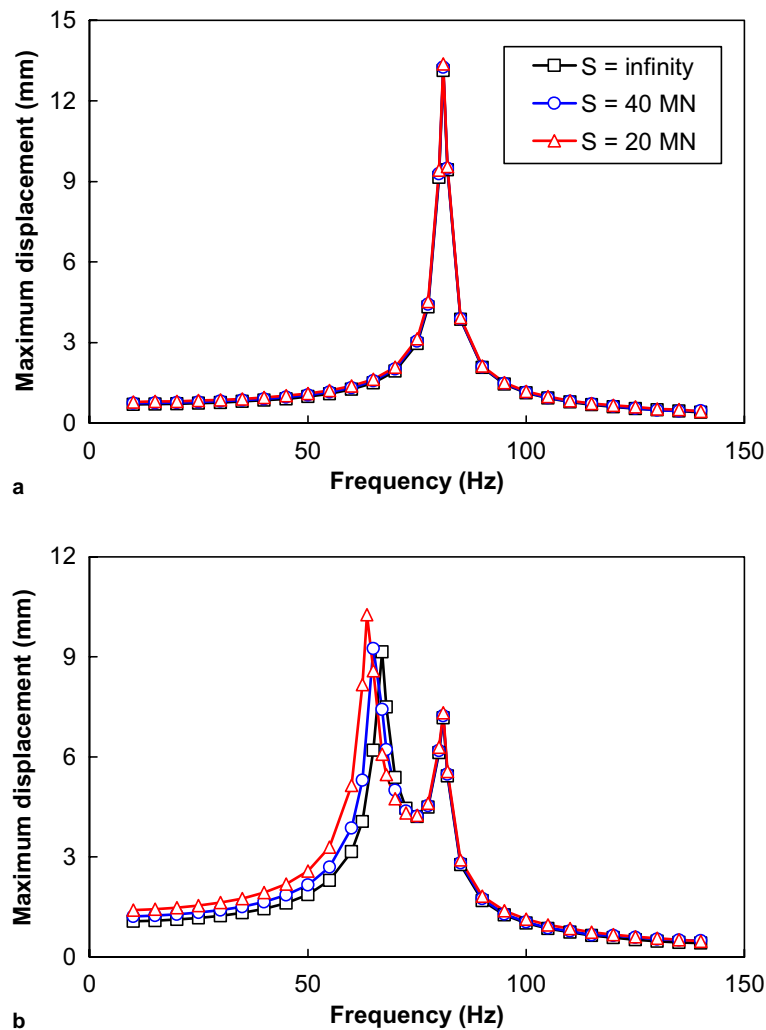 15
12
9
6
3
0
Maximum displacement (mm)
S = infinity
S = 40 MN
S = 20 MN
0
50
100
150
Frequency (Hz)
a
12
9
6
3
0
Maximum displacement (mm)
0
50
100
150
Frequency (Hz)
b